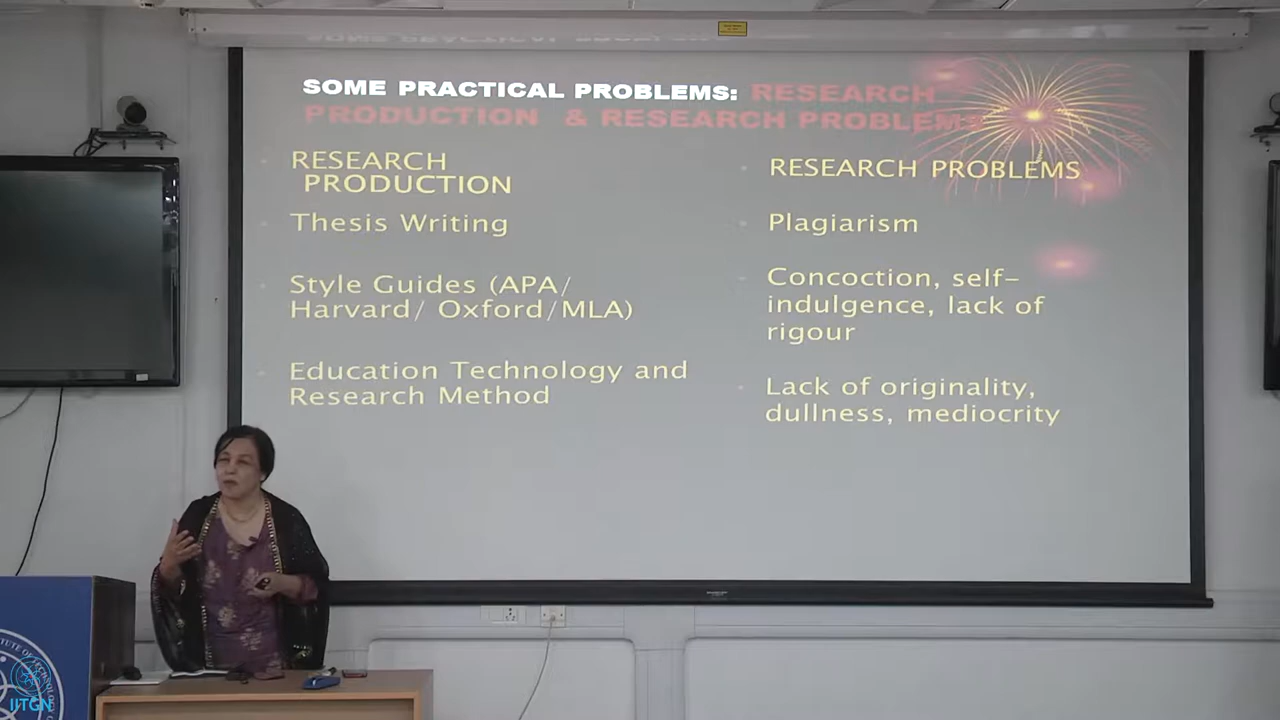 SOME PRACTICAL PROBLEMS: RESEARCH
PRODUCTION & RESEARCH PROBLEMS
RESEARCH
PRODUCTION
Thesis Writing
Style Guides (APA/
Harvard/ Oxford/MLA)
Education Technology and
Research Method
RESEARCH PROBLEMS
Plagiarism
Concoction, self-
indulgence, lack of
rigour
Lack of originality,
dullness, mediocrity
IITGN